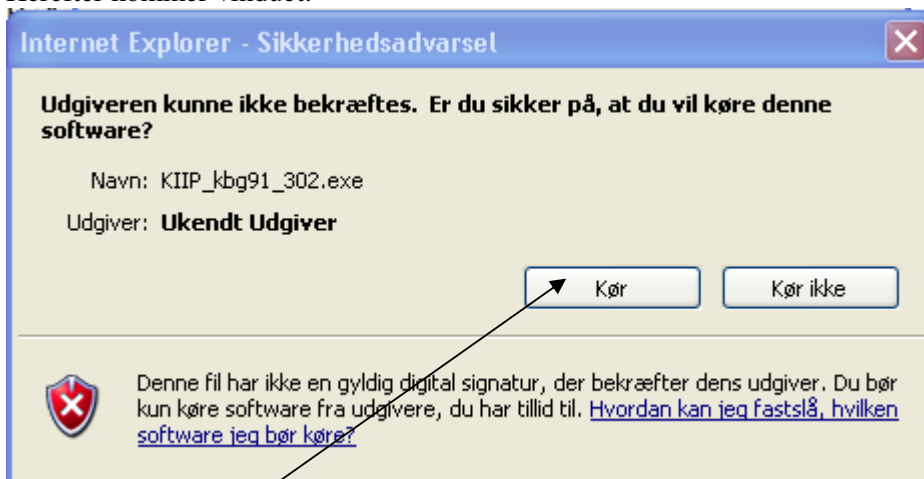 Internet Explorer - Sikkerhedsadvarsel
Udgiveren kunne ikke bekræftes. Er du sikker på, at du vil køre denne
software?
Navn: KIIP_kbg91_302.exe
Udgiver: Ukendt Udgiver
Kør Kør ikke
Denne fil har ikke en gyldig digital signatur, der bekræfter dens udgiver. Du bør
kun køre software fra udgivere, du har tillid til. Hvordan kan jeg fastslå, hvilken
software jeg bør køre?